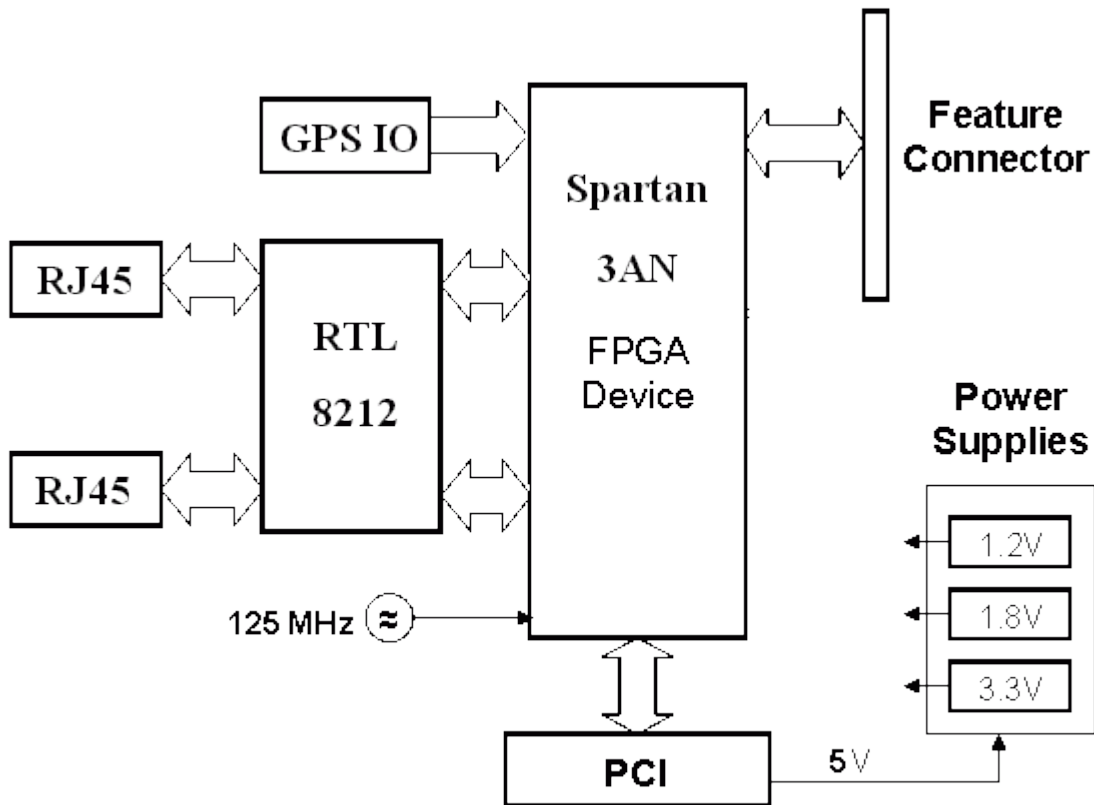 GPS IO
Feature
Connector
Spartan
3AN
FPGA
Device
RJ45
RTL
8212
RJ45
Power
Supplies
1.2V
1.8V
3.3V
125 MHz
≈
PCI
5 V